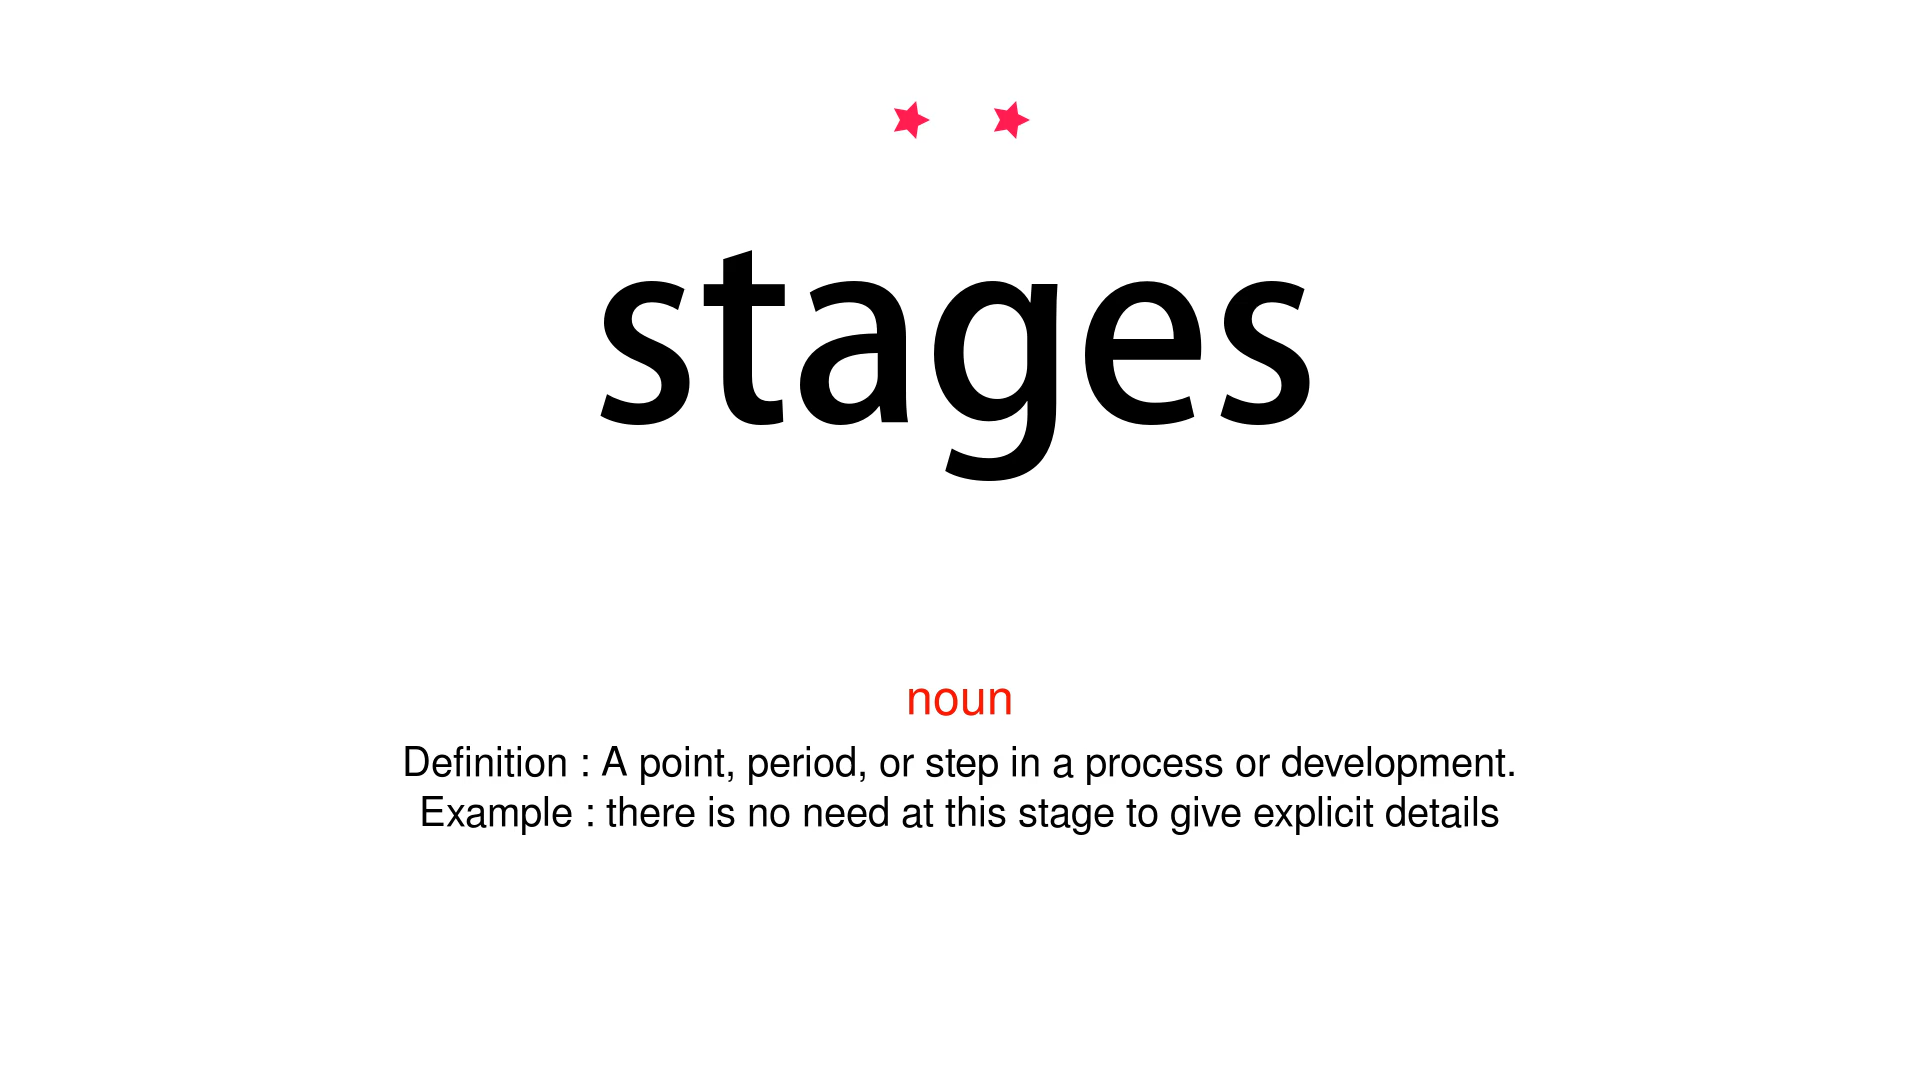 stages
noun
Definition : A point, period, or step in a process or development.
Example : there is no need at this stage to give explicit details